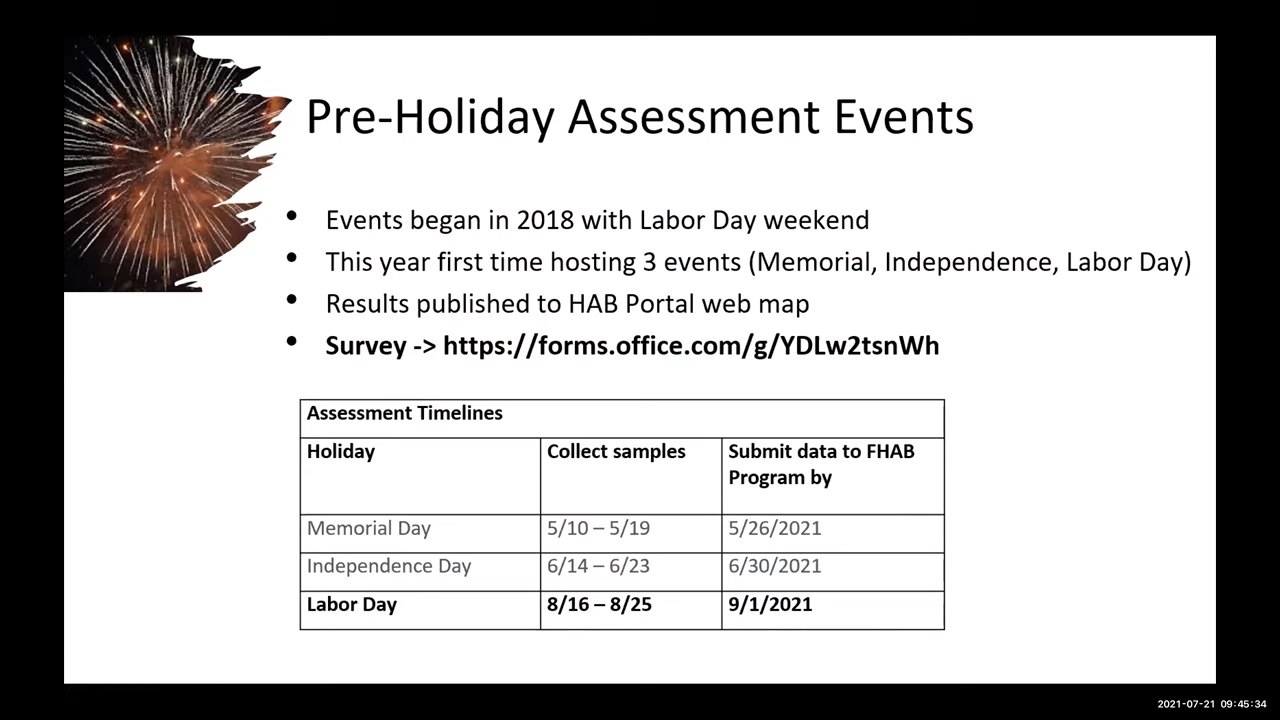 Pre-Holiday Assessment Events
• Events began in 2018 with Labor Day weekend
• This year first time hosting 3 events (Memorial, Independence, Labor Day)
• Results published to HAB Portal web map
• Survey -> https://forms.office.com/g/YDLw2tsnWh
Assessment Timelines
Holiday Collect samples Submit data to FHAB
Program by
Memorial Day 5/10 – 5/19 5/26/2021
Independence Day 6/14 – 6/23 6/30/2021
Labor Day 8/16 – 8/25 9/1/2021
2021-07-21 09:45:34